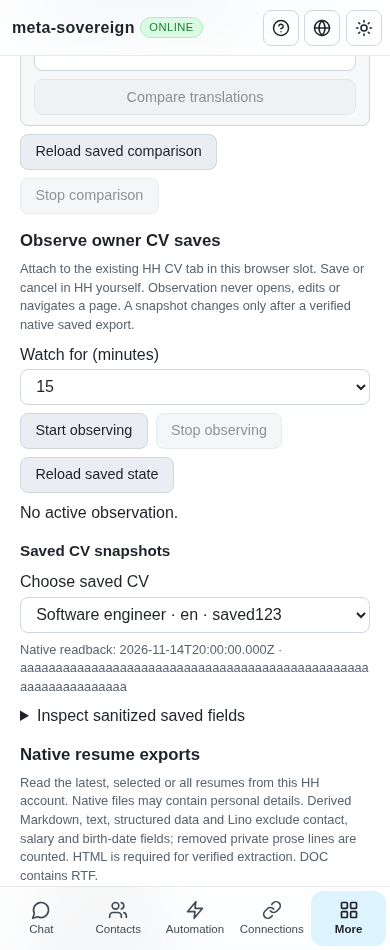 meta-sovereign ONLINE
Compare translations
Reload saved comparison
Stop comparison
Observe owner CV saves
Attach to the existing HH CV tab in this browser slot. Save or
cancel in HH yourself. Observation never opens, edits or
navigates a page. A snapshot changes only after a verified
native saved export.
Watch for (minutes)
15
Start observing Stop observing
Reload saved state
No active observation.
Saved CV snapshots
Choose saved CV
Software engineer · en · saved123
Native readback: 2026-11-14T20:00:00.000Z ·
aaaaaaaaaaaaaaaaaaaaaaaaaaaaaaaaaaaaaaaaaaaaaaaaa
aaaaaaaaaaaaaaa
Inspect sanitized saved fields
Native resume exports
Read the latest, selected or all resumes from this HH
account. Native files may contain personal details. Derived
Markdown, text, structured data and Lino exclude contact,
salary and birth-date fields; removed private prose lines are
counted. HTML is required for verified extraction. DOC
contains RTF.
Chat Contacts Automation Connections More